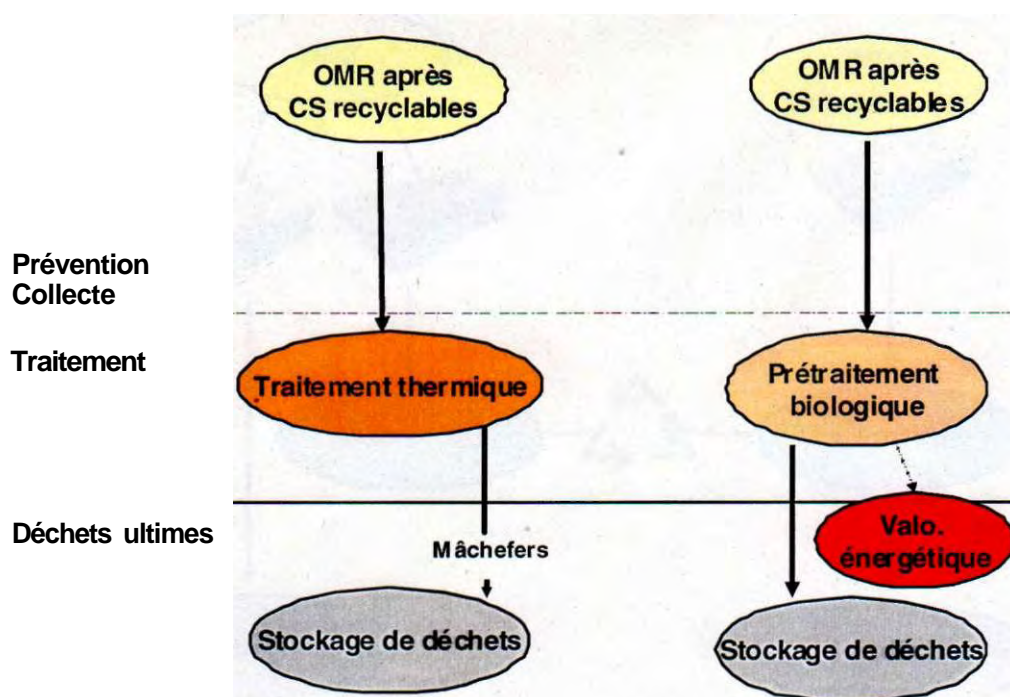 OMR après
CS recyclables
OMR après
CS recyclables
Prévention
Collecte
Traitement
Traitement thermique
Prétraitement
biologique
Déchets ultimes
Mâchefers
Valo.
énergétique
Stockage de déchets
Stockage de déchets